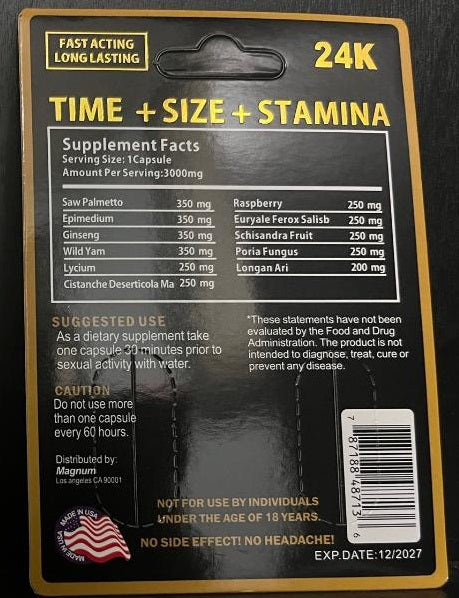 FAST ACTING
LONG LASTING
24K
TIME + SIZE + STAMINA
Supplement Facts
Serving Size: 1Capsule
Amount Per Serving:3000mg
Saw Palmetto 350 mg
Epimedium 350 mg
Ginseng 350 mg
Wild Yam 350 mg
Lycium 250 mg
Cistanche Deserticola Ma 250 mg
Raspberry 250 mg
Euryale Ferox Salisb 250 mg
Schisandra Fruit 250 mg
Poria Fungus 250 mg
Longan Ari 200 mg
SUGGESTED USE
As a dietary supplement take
one capsule 30 minutes prior to
sexual activity with water.
*These statements have not been
evaluated by the Food and Drug
Administration. The product is not
intended to diagnose, treat, cure or
prevent any disease.
CAUTION
Do not use more
than one capsule
every 60 hours.
Distributed by:
Magnum
Los angeles CA 90001
MADE IN USA
MADE IN USA
NOT FOR USE BY INDIVIDUALS
UNDER THE AGE OF 18 YEARS.
NO SIDE EFFECT! NO HEADACHE!
7 87188 48713 6
EXP.DATE:12/2027